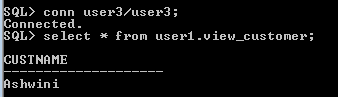 SQL> conn user3/user3;
Connected.
SQL> select * from user1.view_customer;
CUSTNAME
--------------------
Ashwini